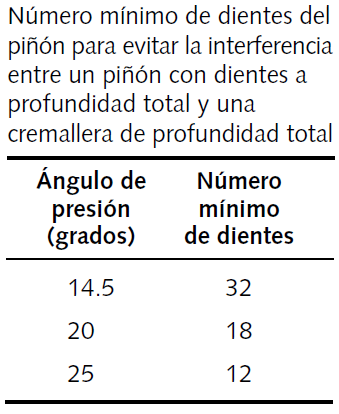 Número mínimo de dientes del
piñón para evitar la interferencia
entre un piñón con dientes a
profundidad total y una
cremallera de profundidad total
Ángulo de presión (grados) Número mínimo de dientes
14.5 32
20 18
25 12